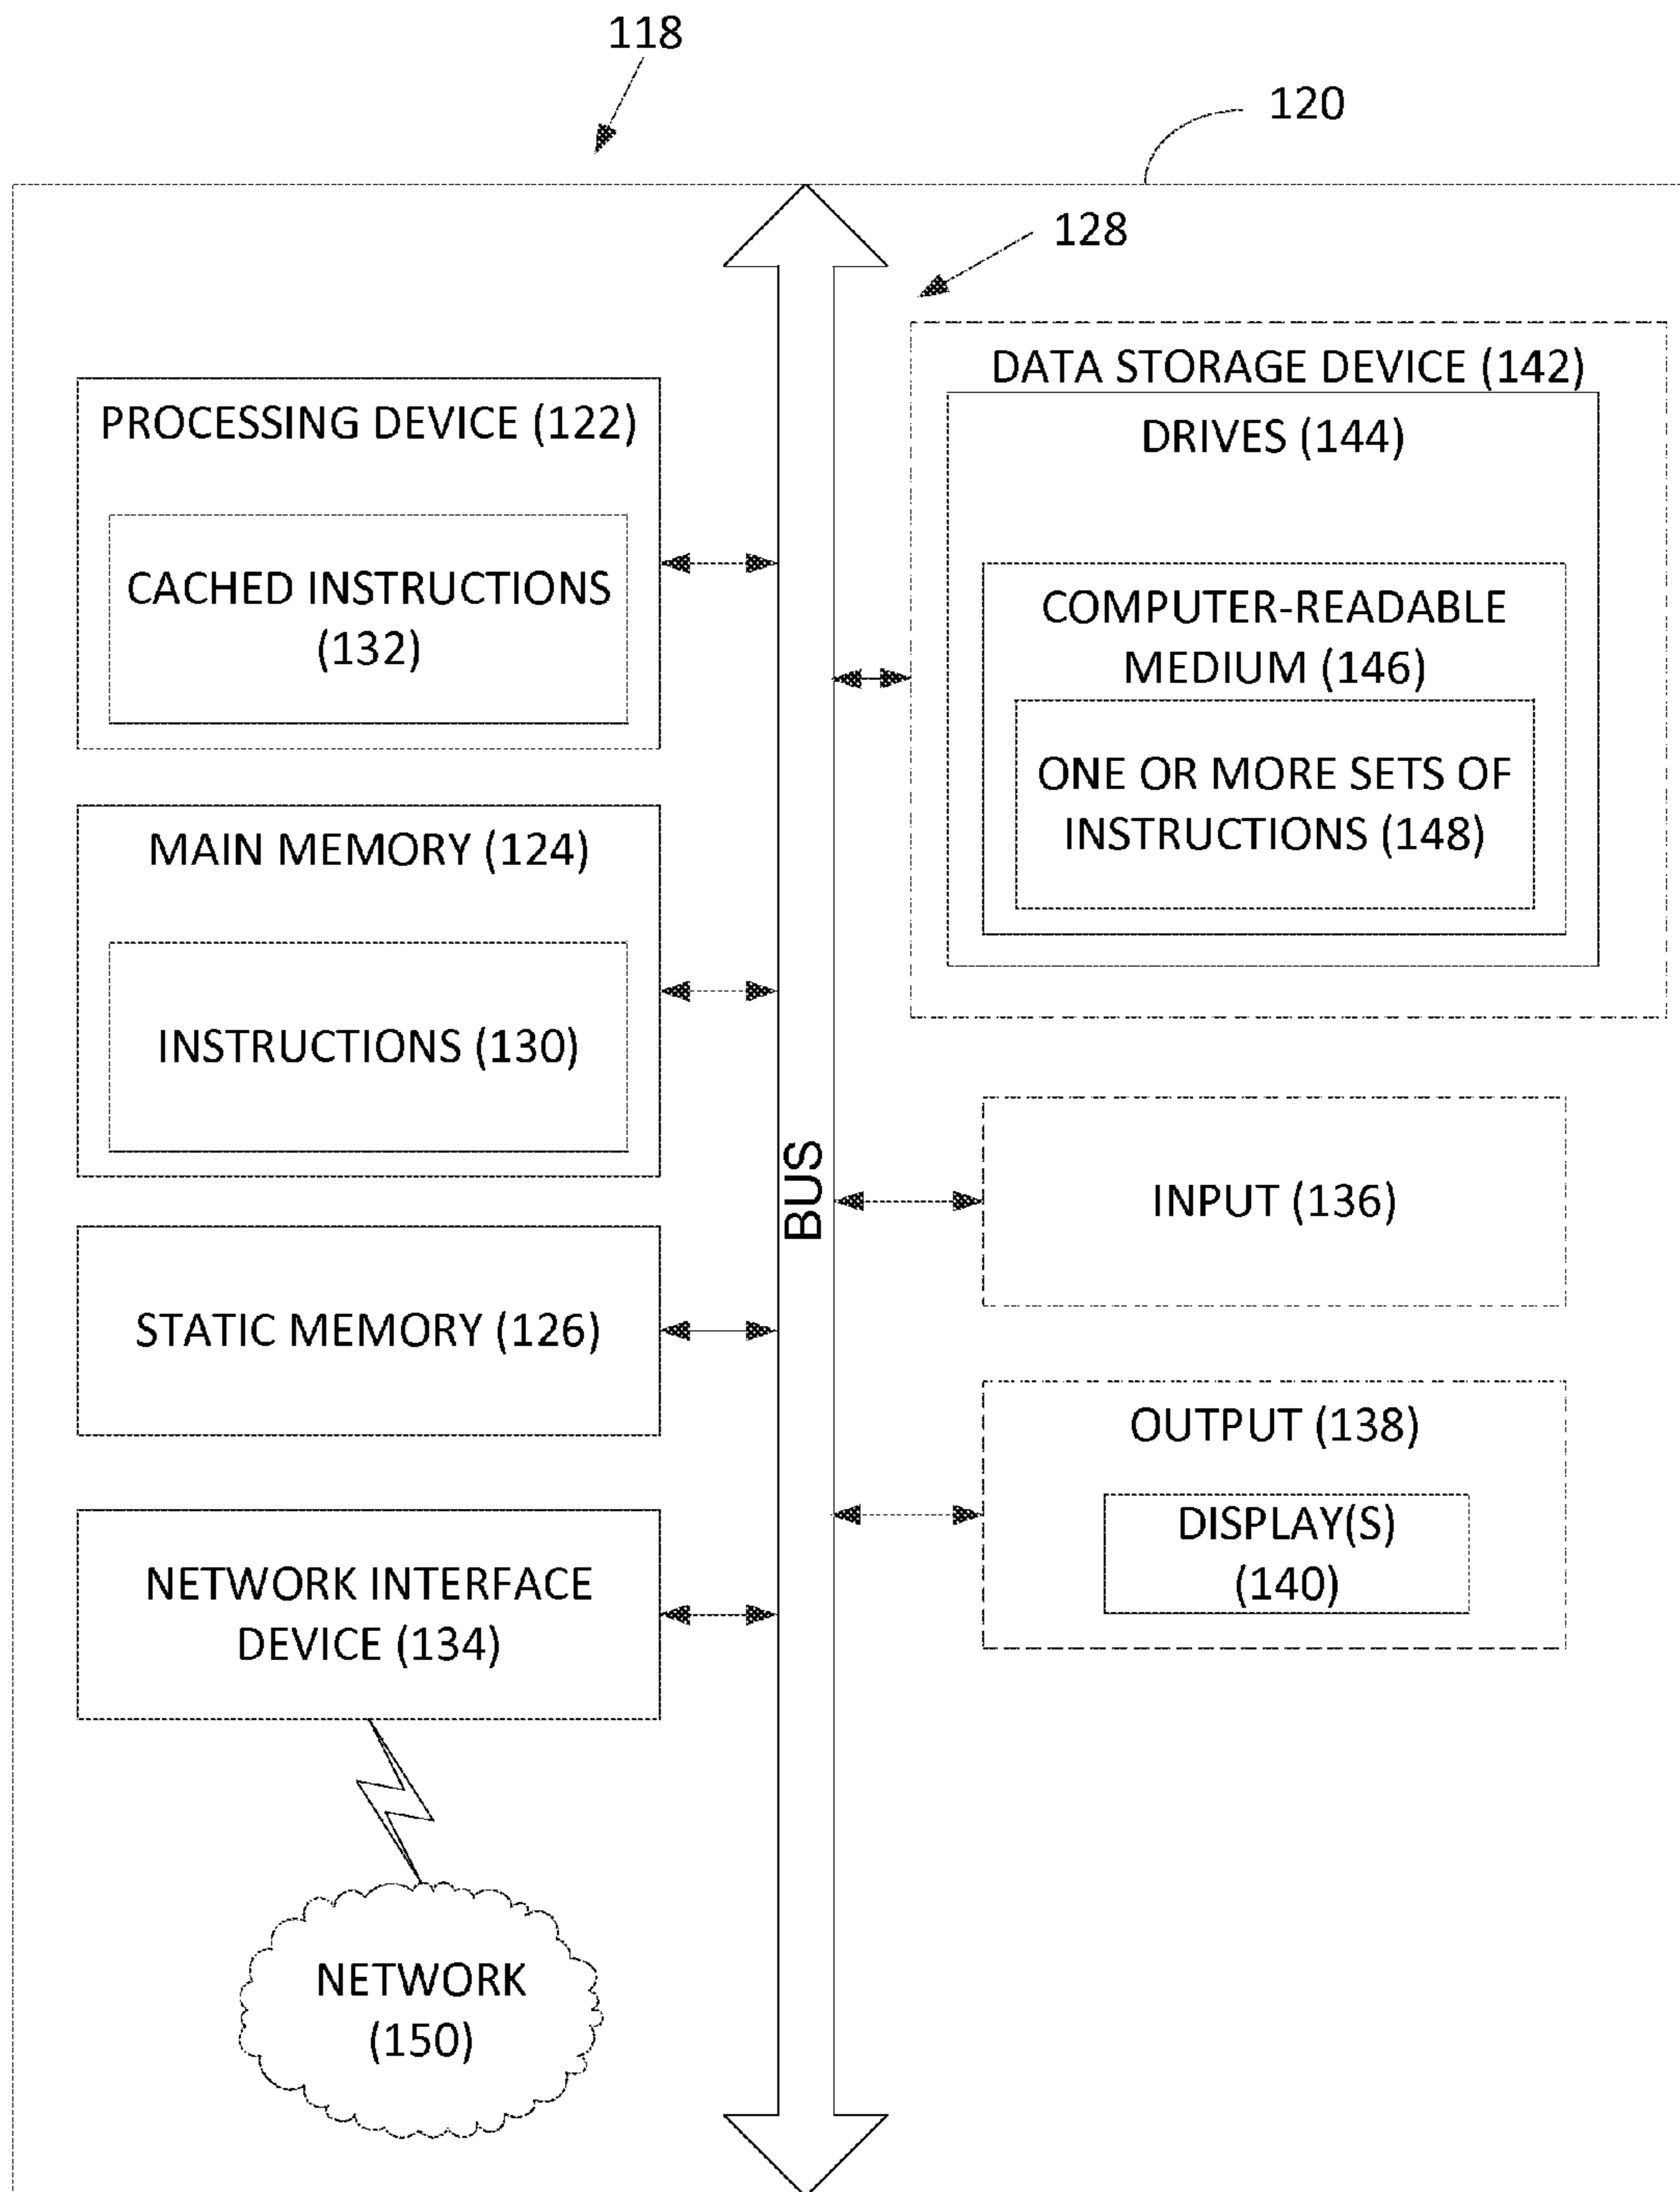 118
120
128
PROCESSING DEVICE (122)
CACHED INSTRUCTIONS
(132)
MAIN MEMORY (124)
INSTRUCTIONS (130)
STATIC MEMORY (126)
NETWORK INTERFACE
DEVICE (134)
NETWORK
(150)
BUS
DATA STORAGE DEVICE (142)
DRIVES (144)
COMPUTER-READABLE
MEDIUM (146)
ONE OR MORE SETS OF
INSTRUCTIONS (148)
INPUT (136)
OUTPUT (138)
DISPLAY(S)
(140)